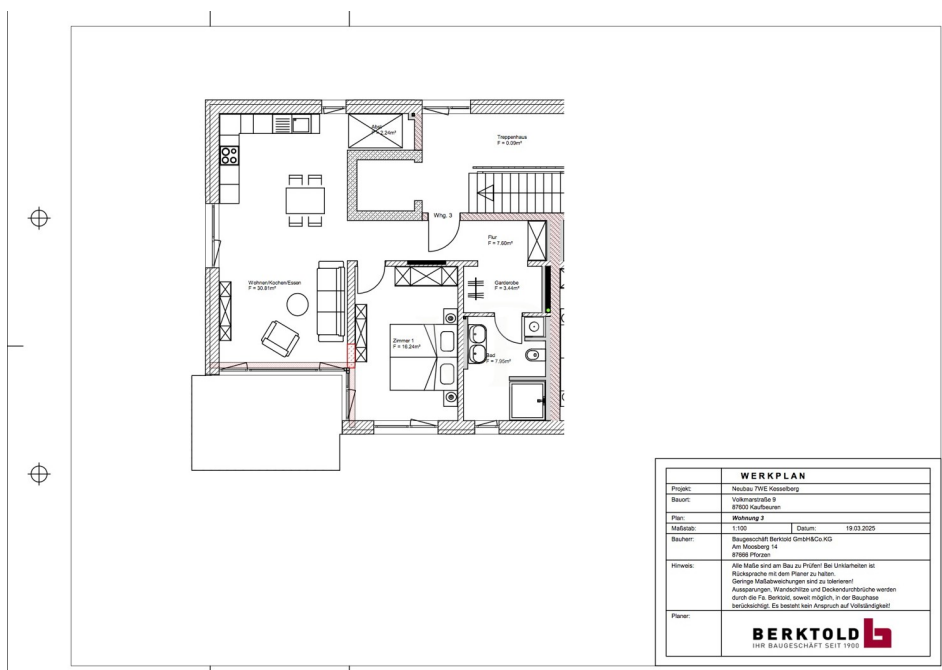 Abst.
F = 2.24m²
Treppenhaus
F = 0.09m²
Whg. 3
Flur
F = 7.60m²
Wohnen/Kochen/Essen
F = 30.81m²
Garderobe
F = 3.44m²
Zimmer 1
F = 16.24m²
Bad
F = 7.95m²
WERKPLAN
Projekt: Neubau 7WE Kesselberg
Bauort: Volkmarstraße 9
87600 Kaufbeuren
Plan: Wohnung 3
Maßstab: 1:100 Datum: 19.03.2025
Bauherr: Baugeschäft Berktold GmbH&Co.KG
Am Moosberg 14
87666 Pforzen
Hinweis: Alle Maße sind am Bau zu Prüfen! Bei Unklarheiten ist
Rücksprache mit dem Planer zu halten.
Geringe Maßabweichungen sind zu tolerieren!
Aussparungen, Wandschlitze und Deckendurchbrüche werden
durch die Fa. Berktold, soweit möglich, in der Bauphase
berücksichtigt. Es besteht kein Anspruch auf Vollständigkeit!
Planer:
BERKTOLD
IHR BAUGESCHÄFT SEIT 1900